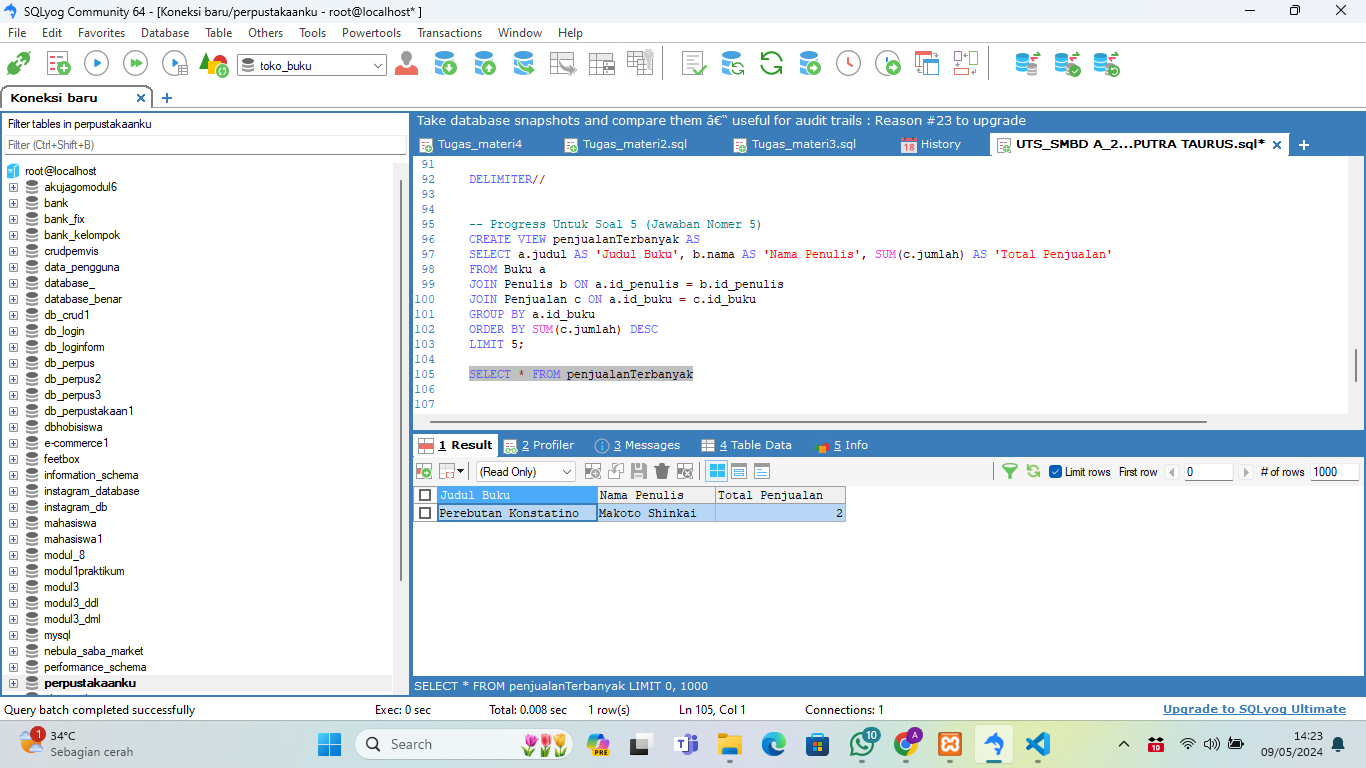 SQLyog Community 64 - [Koneksi baru/perpustakaanku - root@localhost* ]
File Edit Favorites Database Table Others Tools Powertools Transactions Window Help
toko_buku
Koneksi baru
Filter tables in perpustakaanku
Filter (Ctrl+Shift+B)
root@localhost
akujagomodul6
bank
bank_fix
bank_kelompok
crudpemvis
data_pengguna
database_
database_benar
db_crud1
db_login
db_loginform
db_perpus
db_perpus2
db_perpus3
db_perpustakaan1
dbhobisiswa
e-commerce1
feetbox
information_schema
instagram_database
instagram_db
mahasiswa
mahasiswa1
modul_8
modul1praktikum
modul3
modul3_ddl
modul3_dml
mysql
nebula_saba_market
performance_schema
perpustakaanku
Take database snapshots and compare them â€“ useful for audit trails : Reason #23 to upgrade
Tugas_materi4 Tugas_materi2.sql Tugas_materi3.sql 18 History UTS_SMBD A_2...PUTRA TAURUS.sql*
91
92 DELIMITER//
93
94
95 -- Progress Untuk Soal 5 (Jawaban Nomer 5)
96 CREATE VIEW penjualanTerbanyak AS
97 SELECT a.judul AS 'Judul Buku', b.nama AS 'Nama Penulis', SUM(c.jumlah) AS 'Total Penjualan'
98 FROM Buku a
99 JOIN Penulis b ON a.id_penulis = b.id_penulis
100 JOIN Penjualan c ON a.id_buku = c.id_buku
101 GROUP BY a.id_buku
102 ORDER BY SUM(c.jumlah) DESC
103 LIMIT 5;
104
105 SELECT * FROM penjualanTerbanyak
106
107
1 Result 2 Profiler 3 Messages 4 Table Data 5 Info
(Read Only) Limit rows First row 0 # of rows 1000
Judul Buku Nama Penulis Total Penjualan
Perebutan Konstatino Makoto Shinkai 2
SELECT * FROM penjualanTerbanyak LIMIT 0, 1000
Query batch completed successfully Exec: 0 sec Total: 0.008 sec 1 row(s) Ln 105, Col 1 Connections: 1 Upgrade to SQLyog Ultimate
1 34°C
Sebagian cerah
Search
PRE
10
A
10
14:23
09/05/2024